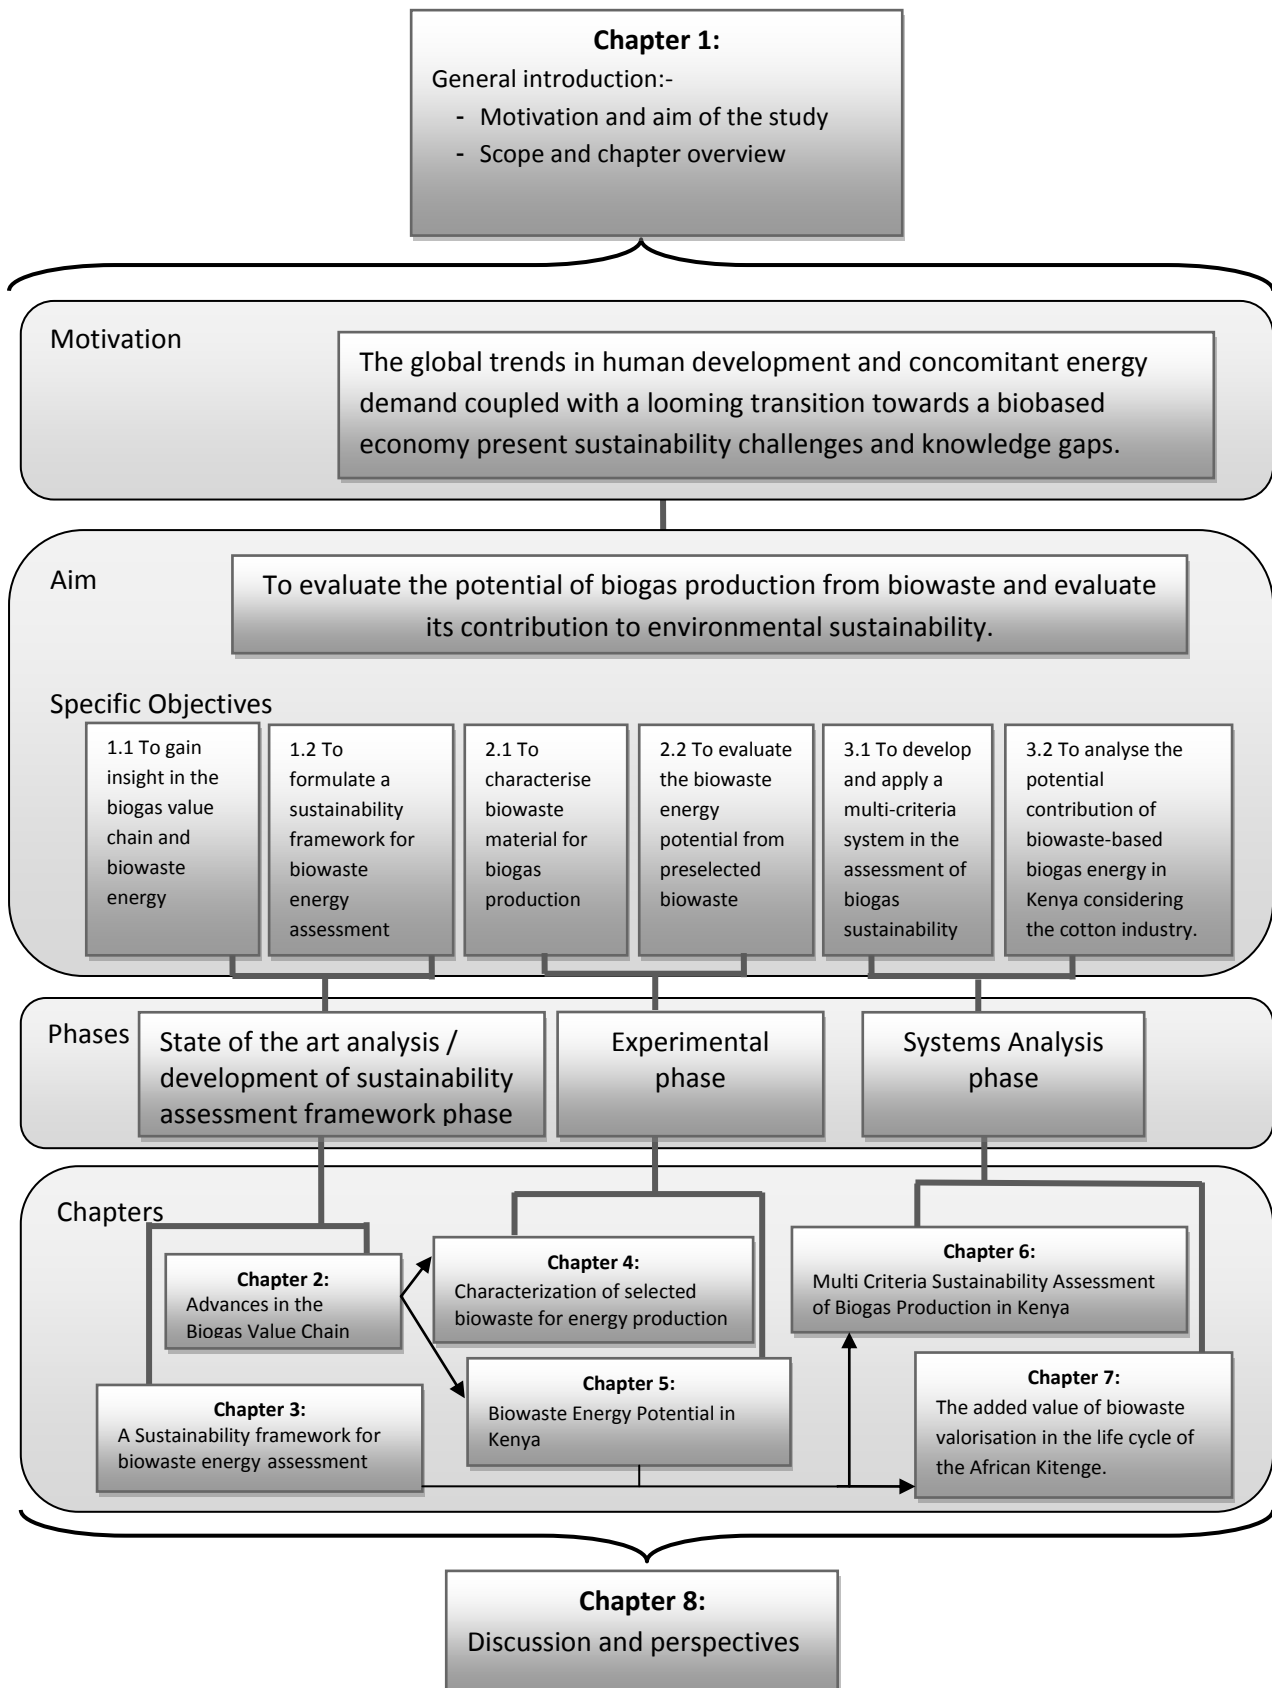 Chapter 1:
General introduction:-
- Motivation and aim of the study
- Scope and chapter overview
Motivation
The global trends in human development and concomitant energy
demand coupled with a looming transition towards a biobased
economy present sustainability challenges and knowledge gaps.
Aim
To evaluate the potential of biogas production from biowaste and evaluate
its contribution to environmental sustainability.
Specific Objectives
1.1 To gain
insight in the
biogas value
chain and
biowaste
energy
1.2 To
formulate a
sustainability
framework for
biowaste
energy
assessment
2.1 To
characterise
biowaste
material for
biogas
production
2.2 To evaluate
the biowaste
energy
potential from
preselected
biowaste
3.1 To develop
and apply a
multi-criteria
system in the
assessment of
biogas
sustainability
3.2 To analyse the
potential
contribution of
biowaste-based
biogas energy in
Kenya considering
the cotton industry.
Phases
State of the art analysis /
development of sustainability
assessment framework phase
Experimental
phase
Systems Analysis
phase
Chapters
Chapter 2:
Advances in the
Biogas Value Chain
Chapter 3:
A Sustainability framework for
biowaste energy assessment
Chapter 4:
Characterization of selected
biowaste for energy production
Chapter 5:
Biowaste Energy Potential in
Kenya
Chapter 6:
Multi Criteria Sustainability Assessment
of Biogas Production in Kenya
Chapter 7:
The added value of biowaste
valorisation in the life cycle of
the African Kitenge.
Chapter 8:
Discussion and perspectives